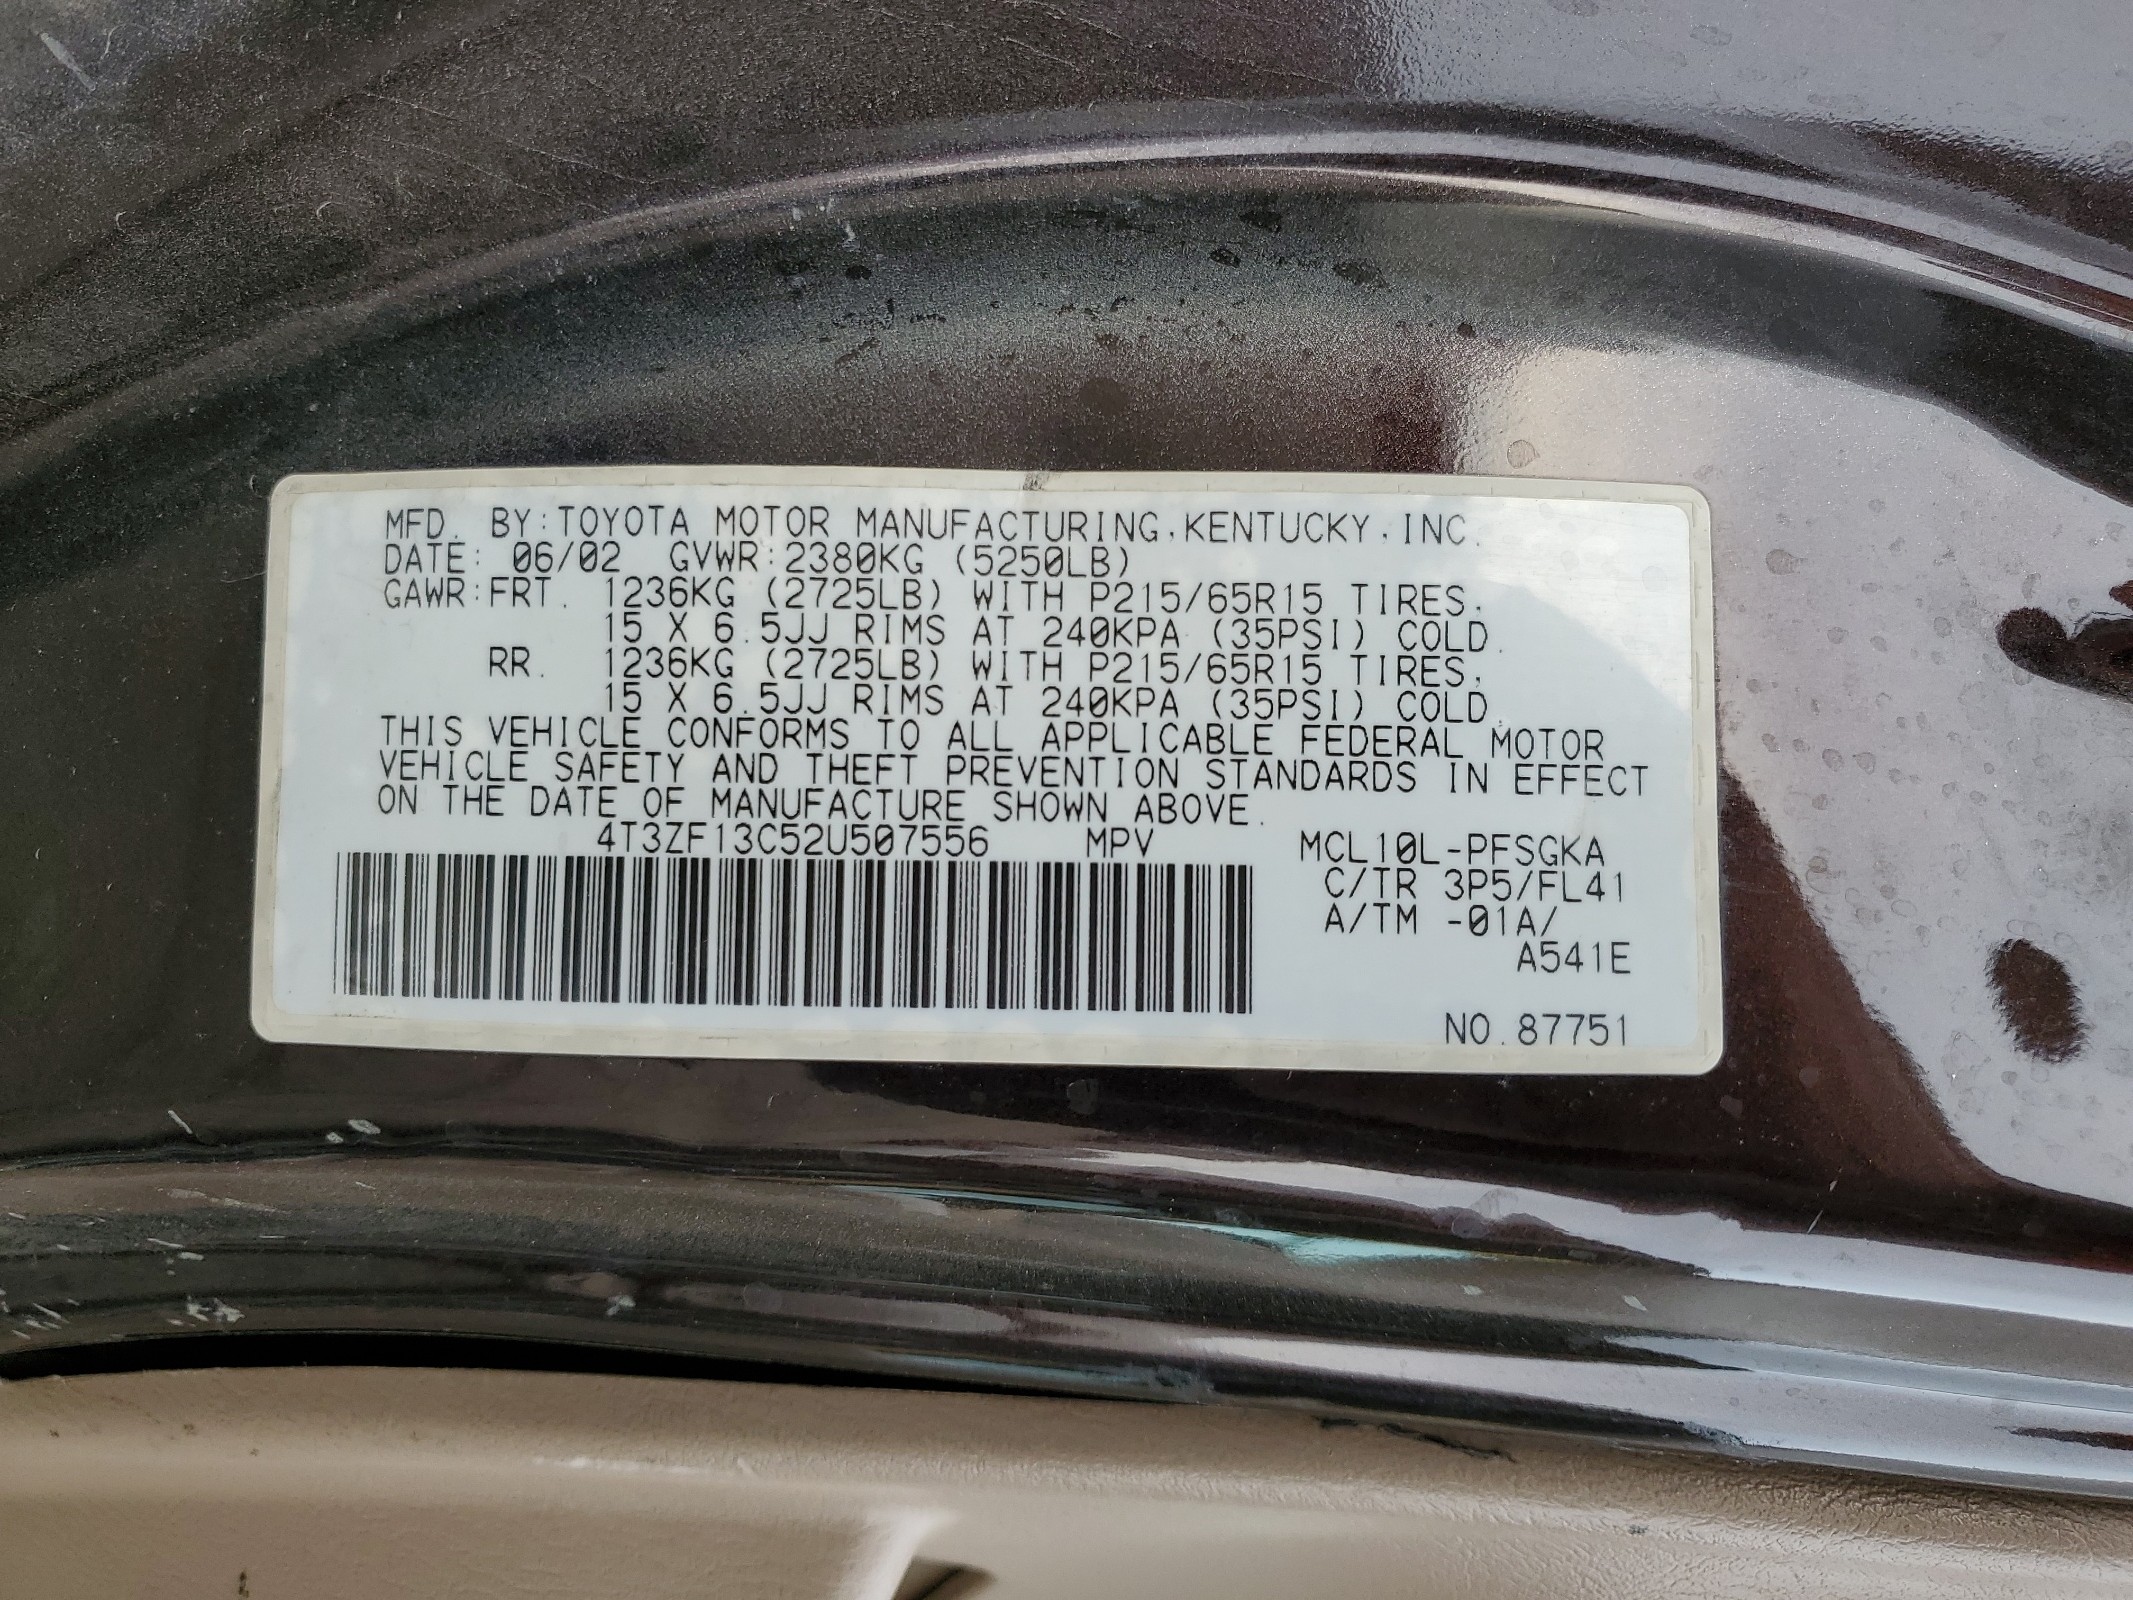 MFD. BY:TOYOTA MOTOR MANUFACTURING,KENTUCKY,INC.
DATE: 06/02 GVWR:2380KG (5250LB)
GAWR:FRT. 1236KG (2725LB) WITH P215/65R15 TIRES,
15 X 6.5JJ RIMS AT 240KPA (35PSI) COLD.
RR. 1236KG (2725LB) WITH P215/65R15 TIRES,
15 X 6.5JJ RIMS AT 240KPA (35PSI) COLD.
THIS VEHICLE CONFORMS TO ALL APPLICABLE FEDERAL MOTOR
VEHICLE SAFETY AND THEFT PREVENTION STANDARDS IN EFFECT
ON THE DATE OF MANUFACTURE SHOWN ABOVE.
4T3ZF13C52U507556 MPV MCL10L-PFSGKA
C/TR 3P5/FL41
A/TM -01A/
A541E
NO.87751